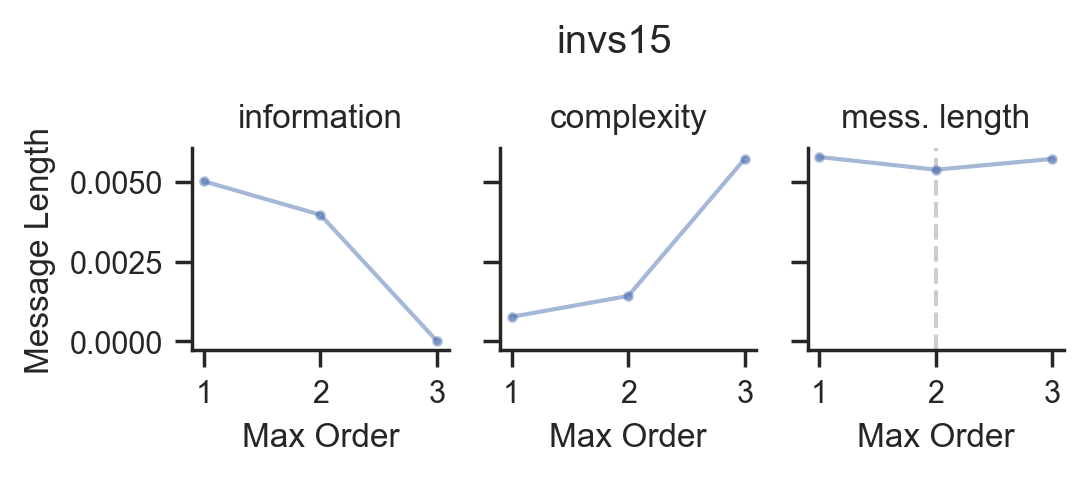 invs15
information
complexity
mess. length
Message Length
0.0050
0.0025
0.0000
1 2 3
1 2 3
1 2 3
Max Order
Max Order
Max Order